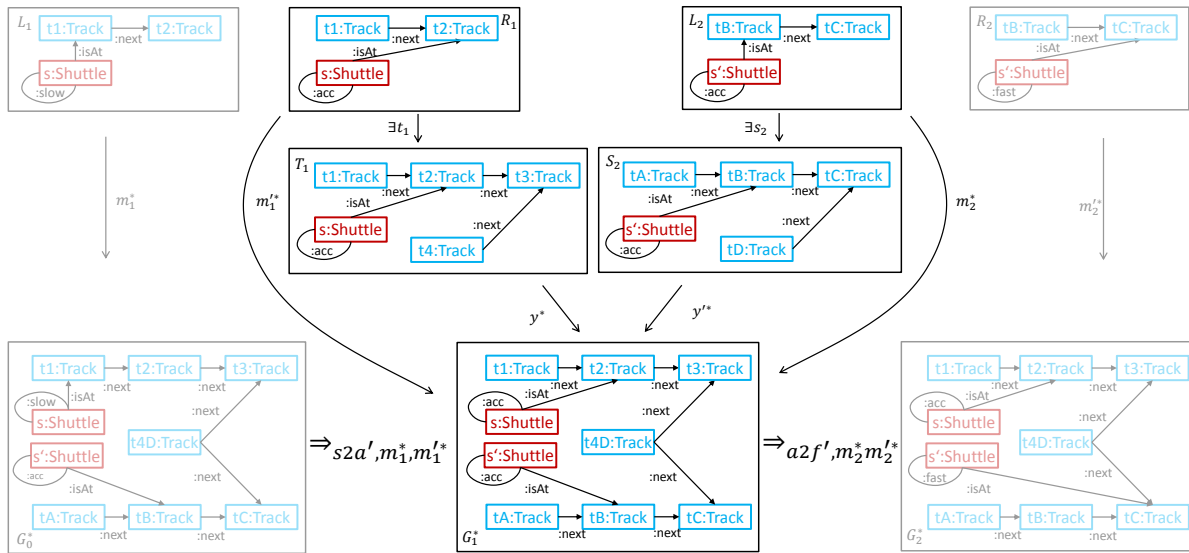 L₁ t1:Track :next t2:Track
:isAt
s:Shuttle
:slow
t1:Track :next t2:Track R₁
:isAt
s:Shuttle
:acc
L₂ tB:Track :next tC:Track
:isAt
s':Shuttle
:acc
R₂ tB:Track :next tC:Track
:isAt
s':Shuttle
:fast
∃t₁
∃s₂
T₁ t1:Track :next t2:Track :next t3:Track
:isAt
s:Shuttle :next
:acc t4:Track
S₂ tA:Track :next tB:Track :next tC:Track
:isAt
s':Shuttle :next
:acc tD:Track
m₁*
m₁′*
m₂*
m₂′*
y*
y′*
t1:Track :next t2:Track :next t3:Track
:slow :isAt
s:Shuttle :next
t4D:Track
s':Shuttle
:acc :next
:isAt
tA:Track :next tB:Track :next tC:Track
G₀*
⇒ s2a′,m₁*,m₁′*
t1:Track :next t2:Track :next t3:Track
:acc :isAt
s:Shuttle :next
t4D:Track
s':Shuttle
:acc :next
:isAt
tA:Track :next tB:Track :next tC:Track
G₁*
⇒ a2f′,m₂*m₂′*
t1:Track :next t2:Track :next t3:Track
:acc :isAt
s:Shuttle :next
t4D:Track
s':Shuttle
:fast :next
:isAt
tA:Track :next tB:Track :next tC:Track
G₂*